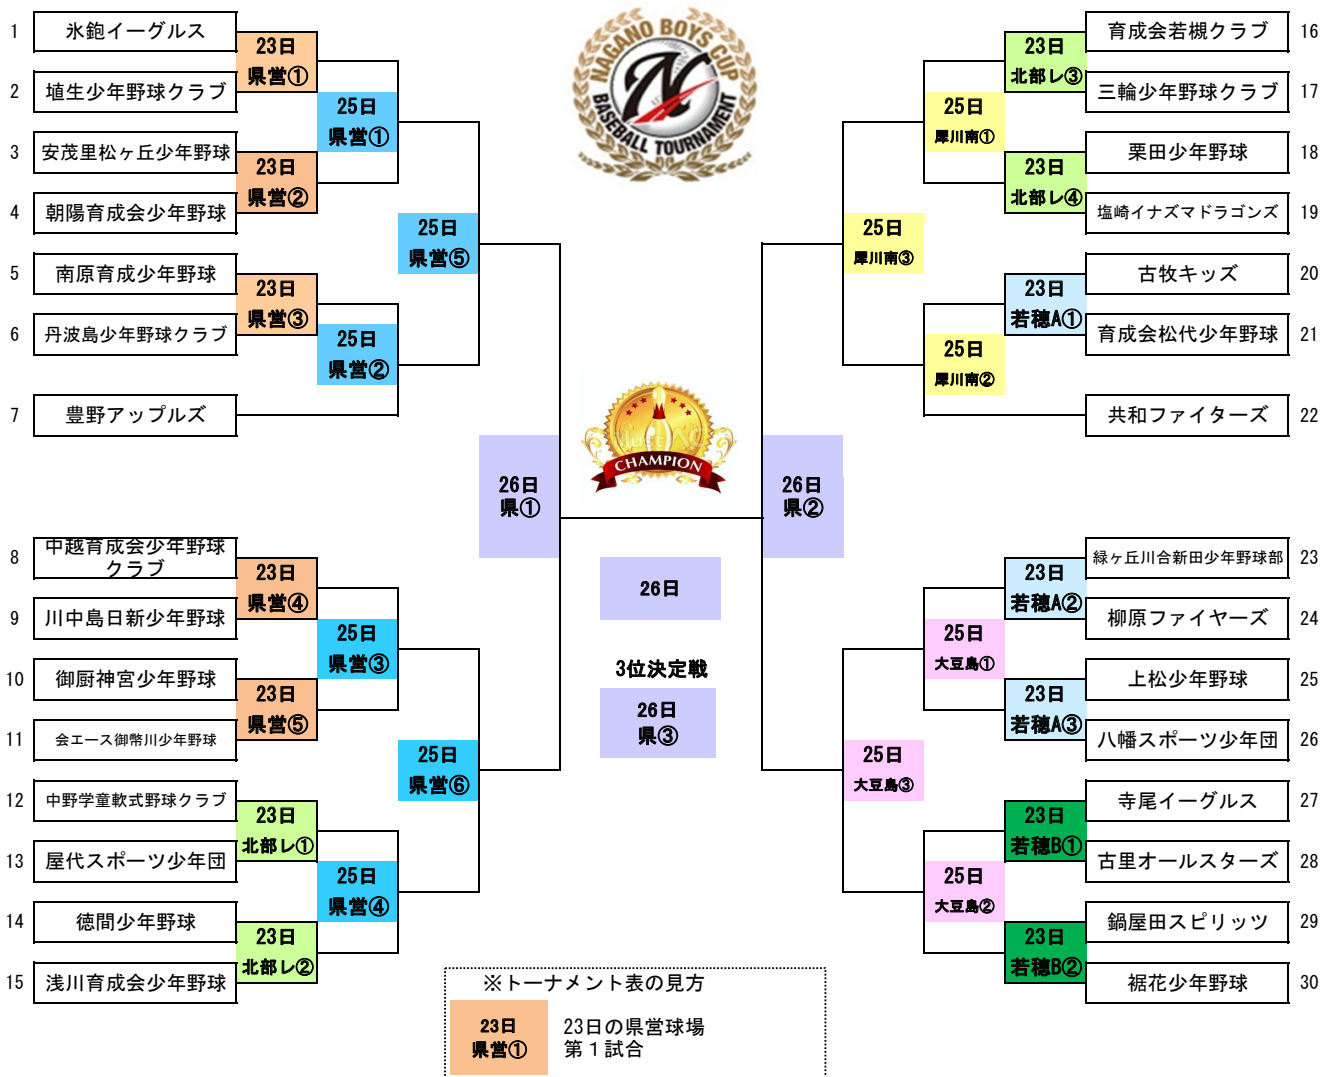 NAGANO BOYS CUP
BASEBALL TOURNAMENT
1 氷鉋イーグルス
23日
県営①
2 埴生少年野球クラブ
25日
県営①
3 安茂里松ヶ丘少年野球
23日
県営②
4 朝陽育成会少年野球
25日
県営⑤
5 南原育成少年野球
23日
県営③
6 丹波島少年野球クラブ
25日
県営②
7 豊野アップルズ
26日
県①
8 中越育成会少年野球
クラブ
23日
県営④
9 川中島日新少年野球
25日
県営③
10 御厨神宮少年野球
23日
県営⑤
11 会エース御幣川少年野球
25日
県営⑥
12 中野学童軟式野球クラブ
23日
北部レ①
13 屋代スポーツ少年団
25日
県営④
14 徳間少年野球
23日
北部レ②
15 浅川育成会少年野球
CHAMPION
26日
3位決定戦
26日
県③
育成会若槻クラブ 16
23日
北部レ③
三輪少年野球クラブ 17
25日
犀川南①
栗田少年野球 18
23日
北部レ④
塩崎イナズマドラゴンズ 19
25日
犀川南③
古牧キッズ 20
23日
若穂A①
育成会松代少年野球 21
25日
犀川南②
共和ファイターズ 22
26日
県②
緑ヶ丘川合新田少年野球部 23
23日
若穂A②
柳原ファイヤーズ 24
25日
大豆島①
上松少年野球 25
23日
若穂A③
八幡スポーツ少年団 26
25日
大豆島③
寺尾イーグルス 27
23日
若穂B①
古里オールスターズ 28
25日
大豆島②
鍋屋田スピリッツ 29
23日
若穂B②
裾花少年野球 30
※トーナメント表の見方
23日
県営①
23日の県営球場
第１試合